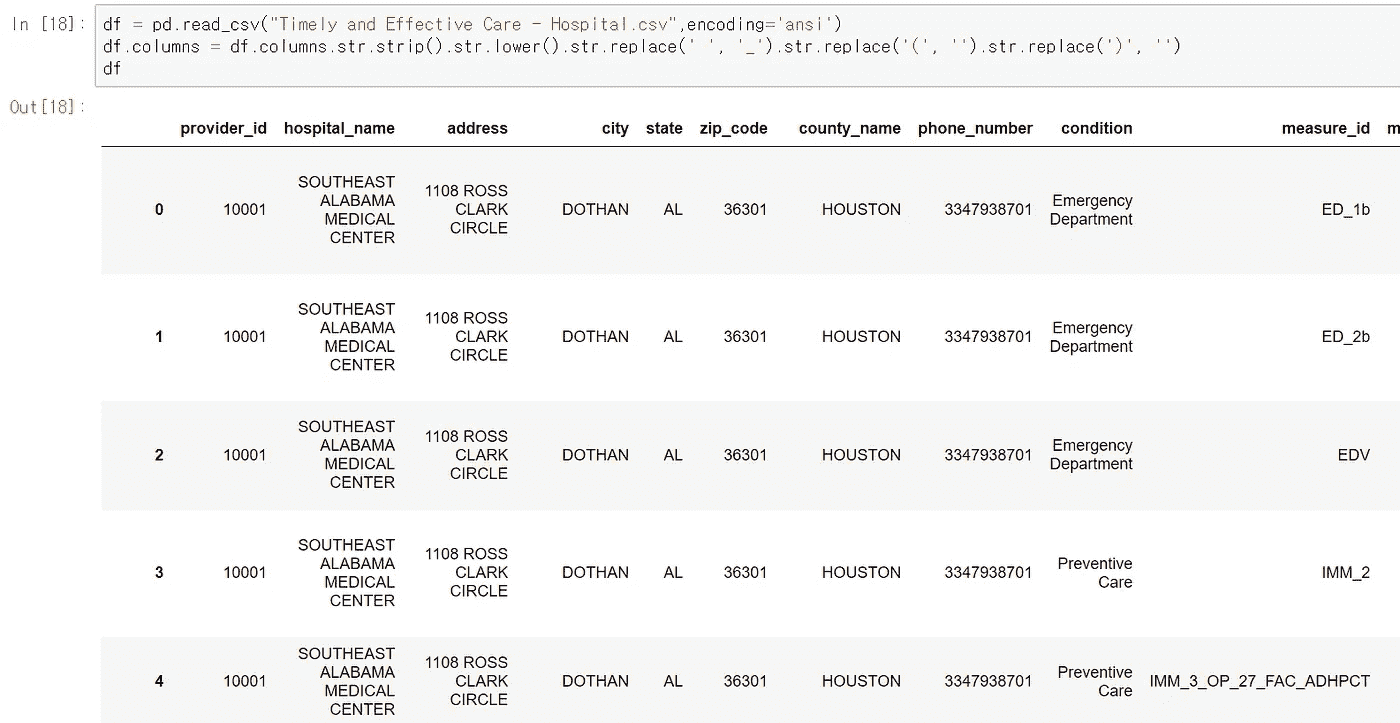 In [18]:
df = pd.read_csv("Timely and Effective Care - Hospital.csv",encoding='ansi')
df.columns = df.columns.str.strip().str.lower().str.replace(' ', '_').str.replace('(', '').str.replace(')', '')
df
Out[18]:
provider_id hospital_name address city state zip_code county_name phone_number condition measure_id m
0 10001 SOUTHEAST ALABAMA MEDICAL CENTER 1108 ROSS CLARK CIRCLE DOTHAN AL 36301 HOUSTON 3347938701 Emergency Department ED_1b
1 10001 SOUTHEAST ALABAMA MEDICAL CENTER 1108 ROSS CLARK CIRCLE DOTHAN AL 36301 HOUSTON 3347938701 Emergency Department ED_2b
2 10001 SOUTHEAST ALABAMA MEDICAL CENTER 1108 ROSS CLARK CIRCLE DOTHAN AL 36301 HOUSTON 3347938701 Emergency Department EDV
3 10001 SOUTHEAST ALABAMA MEDICAL CENTER 1108 ROSS CLARK CIRCLE DOTHAN AL 36301 HOUSTON 3347938701 Preventive Care IMM_2
4 10001 SOUTHEAST ALABAMA MEDICAL CENTER 1108 ROSS CLARK CIRCLE DOTHAN AL 36301 HOUSTON 3347938701 Preventive Care IMM_3_OP_27_FAC_ADHPCT